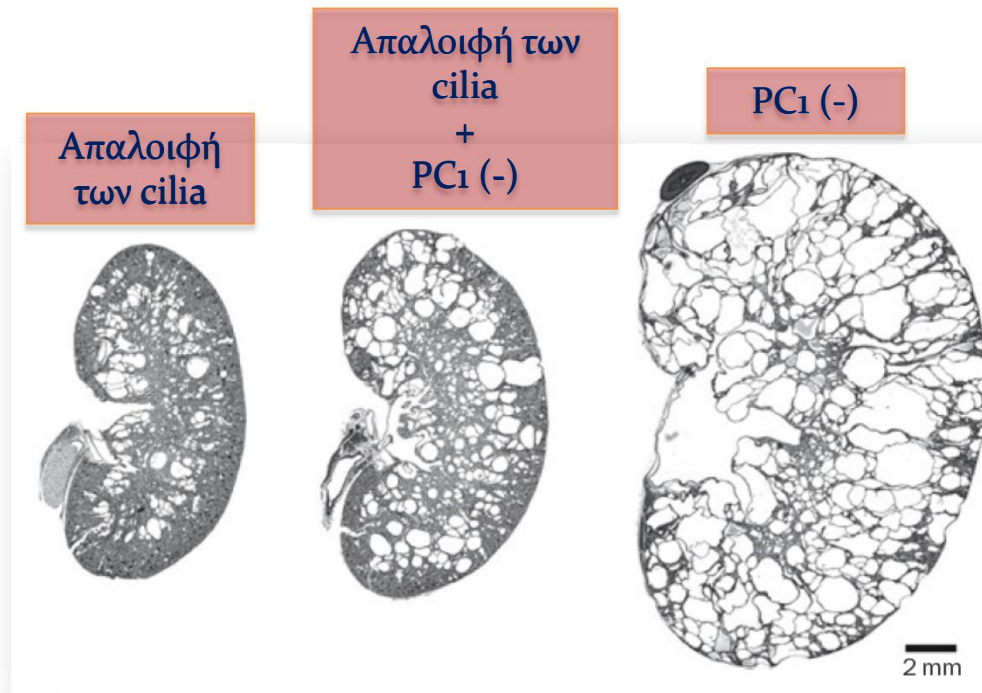 Απαλοιφή
των cilia
Απαλοιφή των
cilia
+
PC1 (-)
PC1 (-)
2 mm